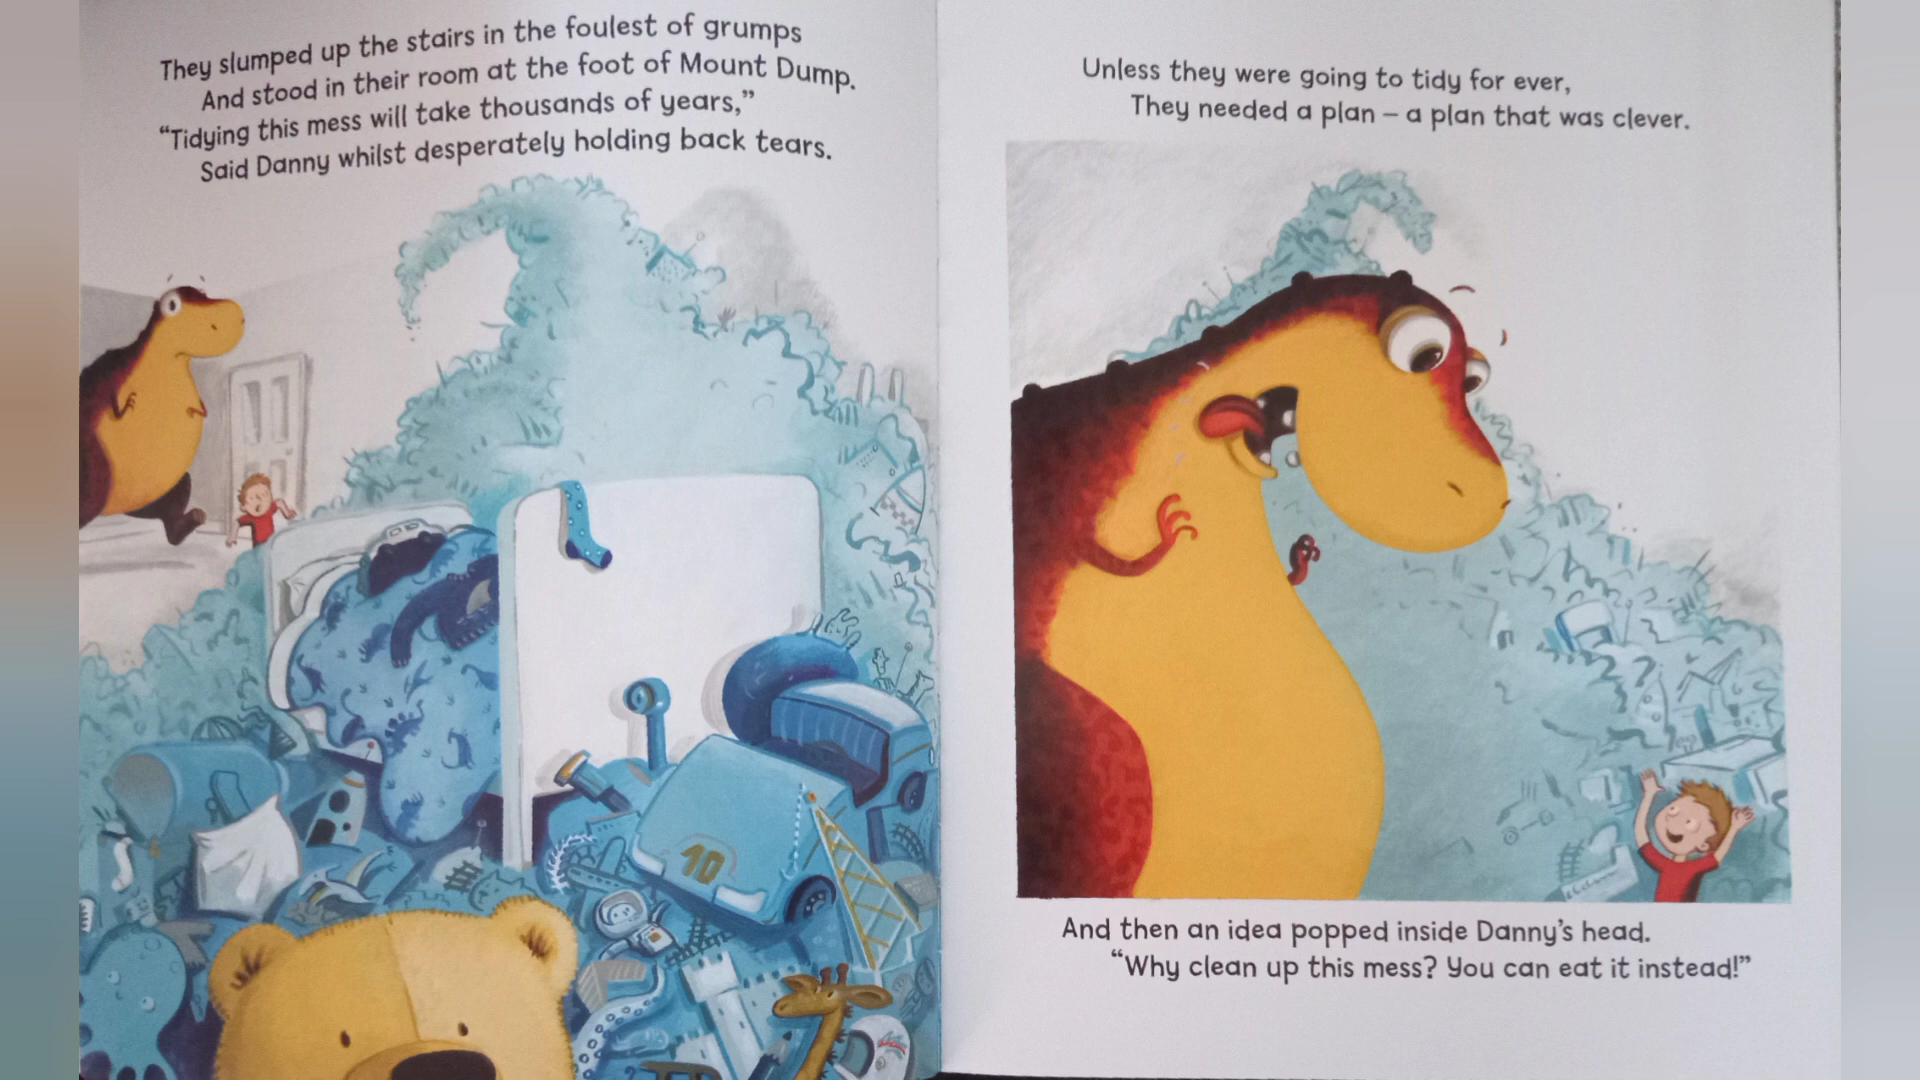 They slumped up the stairs in the foulest of grumps
And stood in their room at the foot of Mount Dump.
“Tidying this mess will take thousands of years,”
Said Danny whilst desperately holding back tears.
10
Unless they were going to tidy for ever,
They needed a plan – a plan that was clever.
And then an idea popped inside Danny’s head.
“Why clean up this mess? You can eat it instead!”